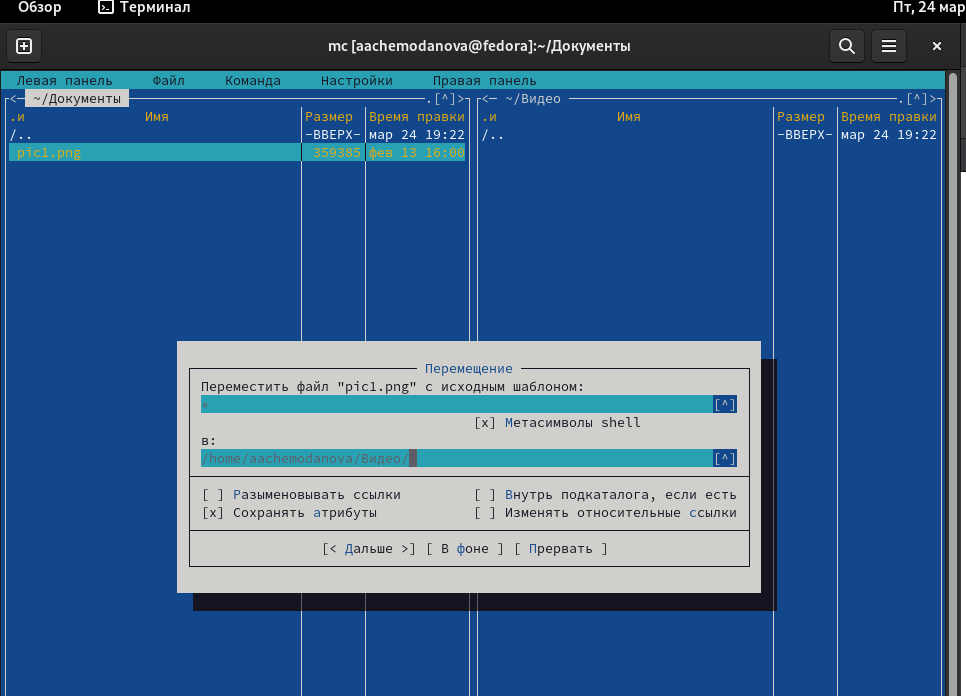 Обзор Терминал Пт, 24 мар
mc [aachemodanova@fedora]:~/Документы
Левая панель Файл Команда Настройки Правая панель
<─ ~/Документы .[^]> <─ ~/Видео .[^]>
.и Имя Размер Время правки .и Имя Размер Время правки
/.. -ВВЕРХ- мар 24 19:22 /.. -ВВЕРХ- мар 24 19:22
pic1.png 359385 фев 13 16:00
Перемещение
Переместить файл "pic1.png" с исходным шаблоном:
* [^]
[x] Метасимволы shell
в:
/home/aachemodanova/Видео/ [^]
[ ] Разыменовывать ссылки [ ] Внутрь подкаталога, если есть
[x] Сохранять атрибуты [ ] Изменять относительные ссылки
[< Дальше >] [ В фоне ] [ Прервать ]